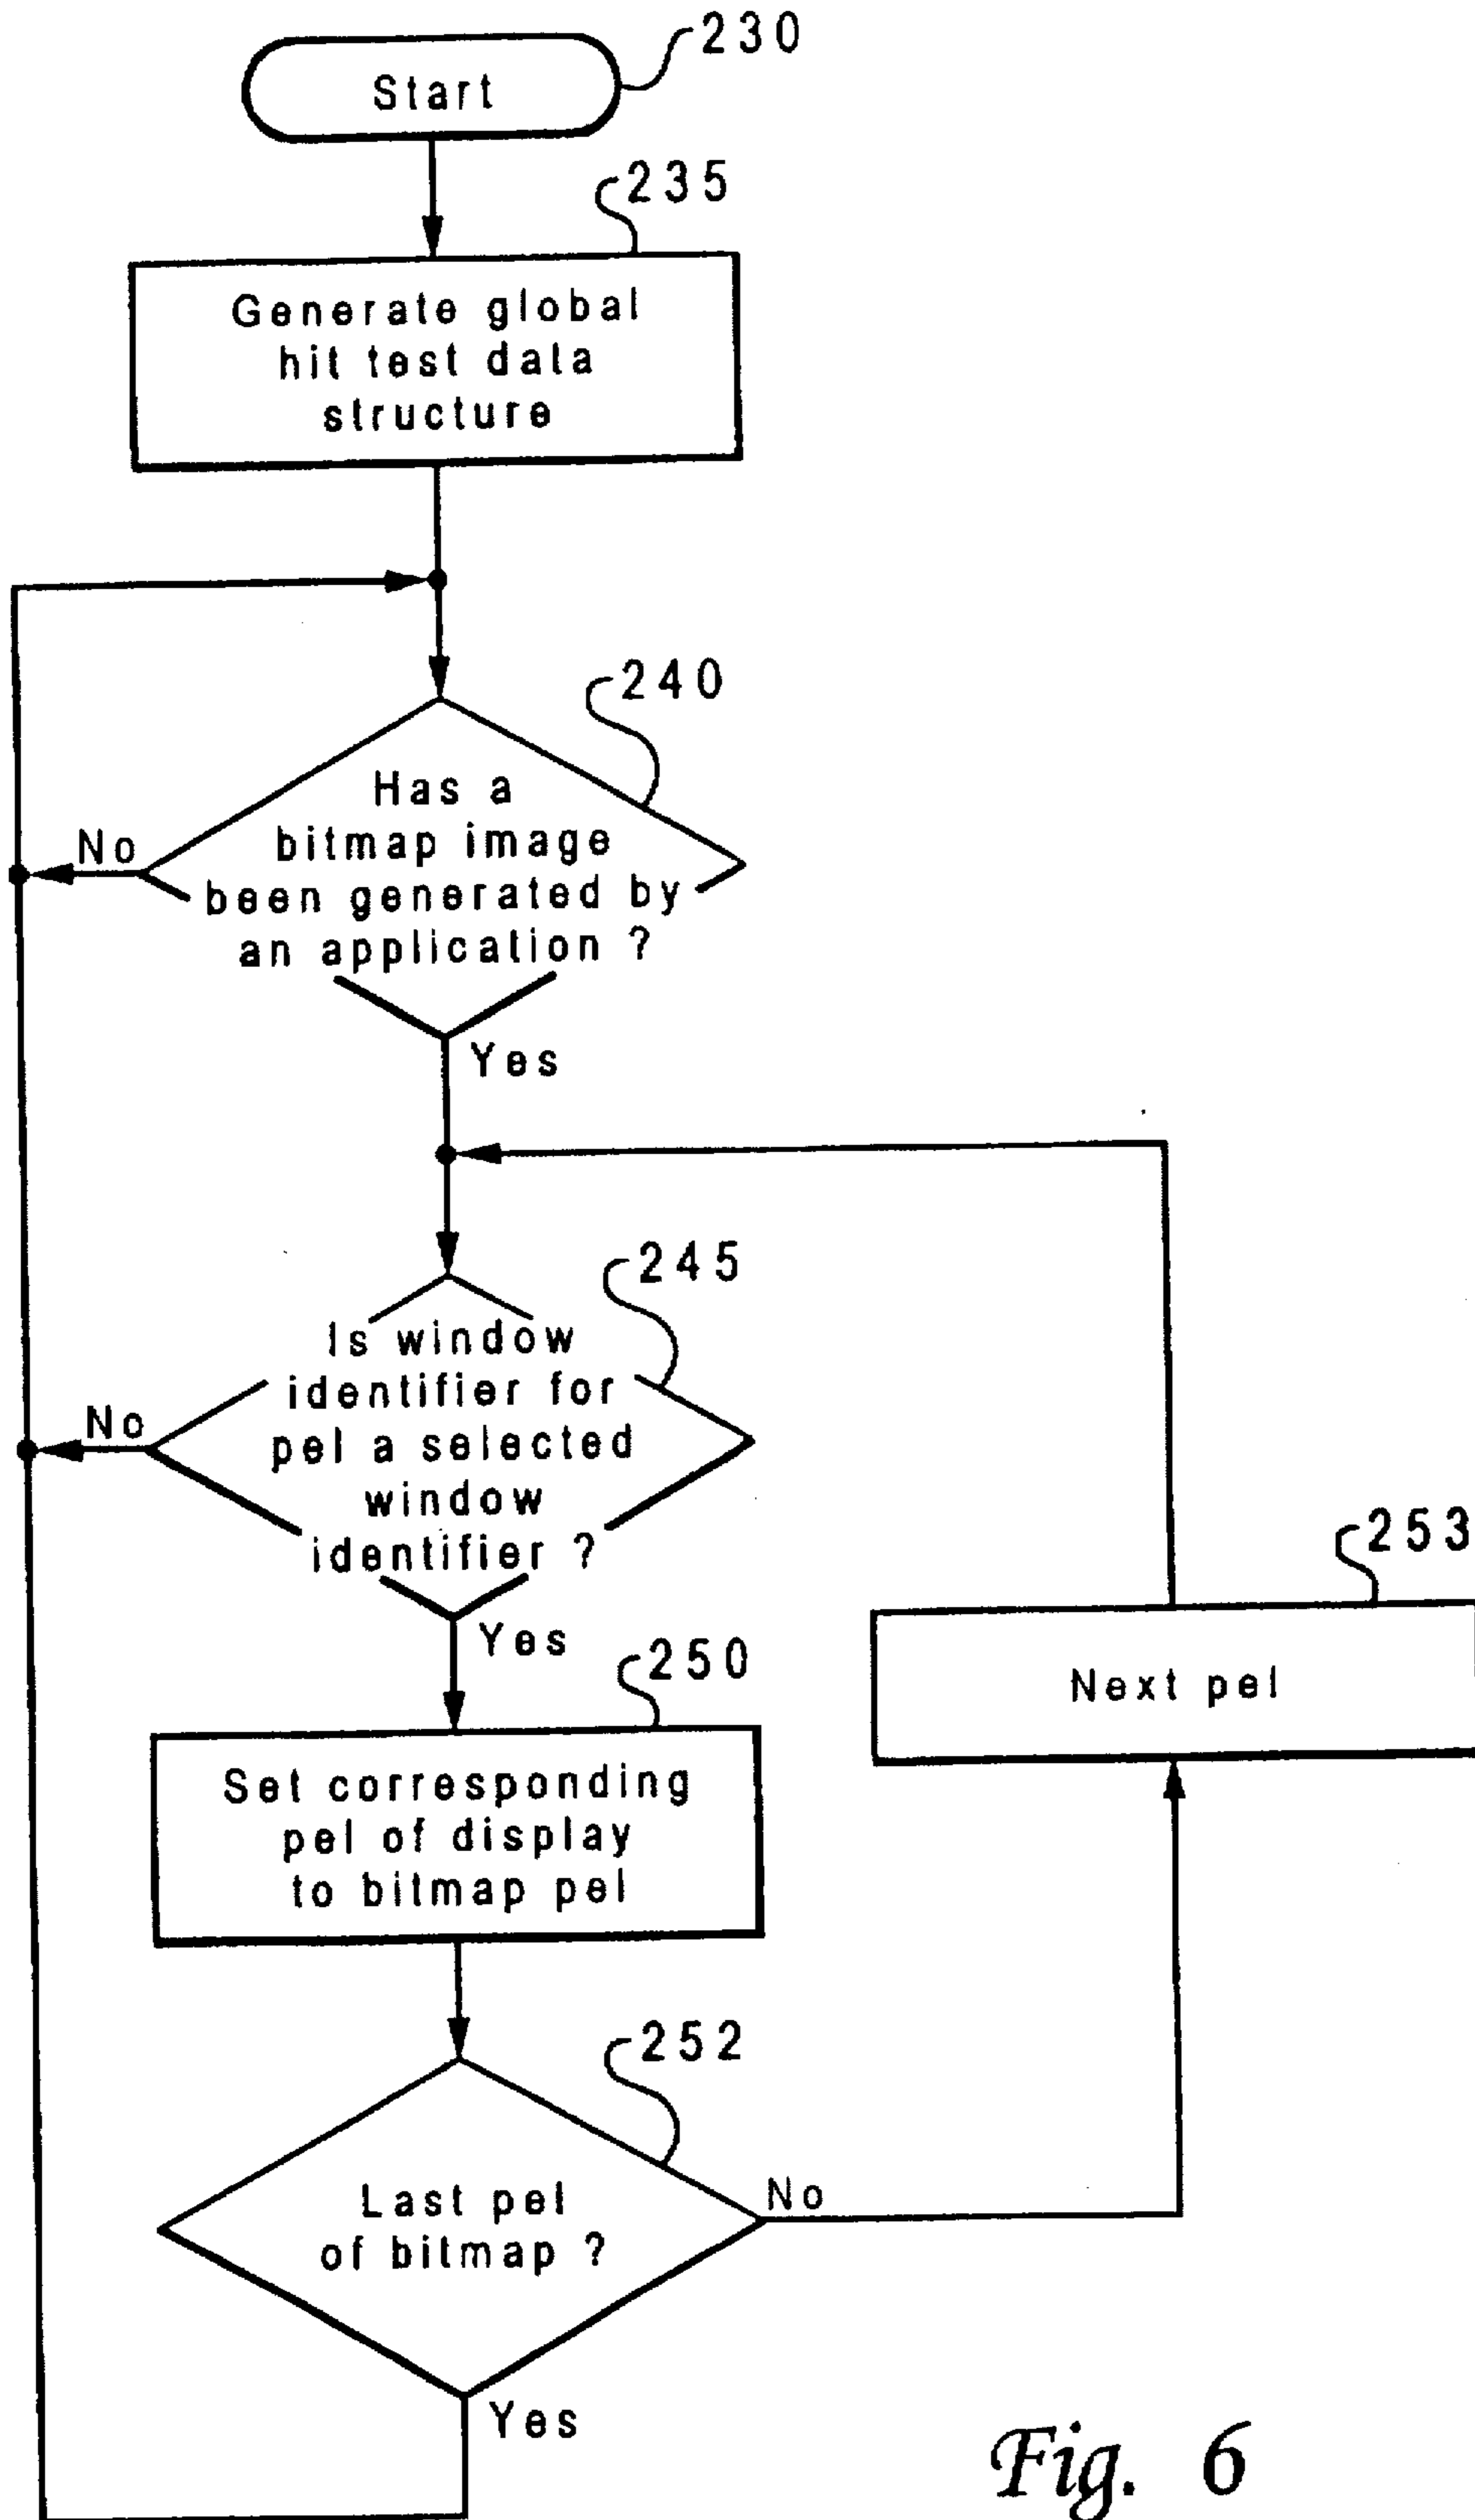 230
Start
235
Generate global
hit test data
structure
240
Has a
bitmap image
been generated by
an application ?
No
Yes
245
Is window
identifier for
pel a selected
window
identifier ?
No
Yes
253
Next pel
250
Set corresponding
pel of display
to bitmap pel
252
Last pel
of bitmap ?
No
Yes
Fig. 6